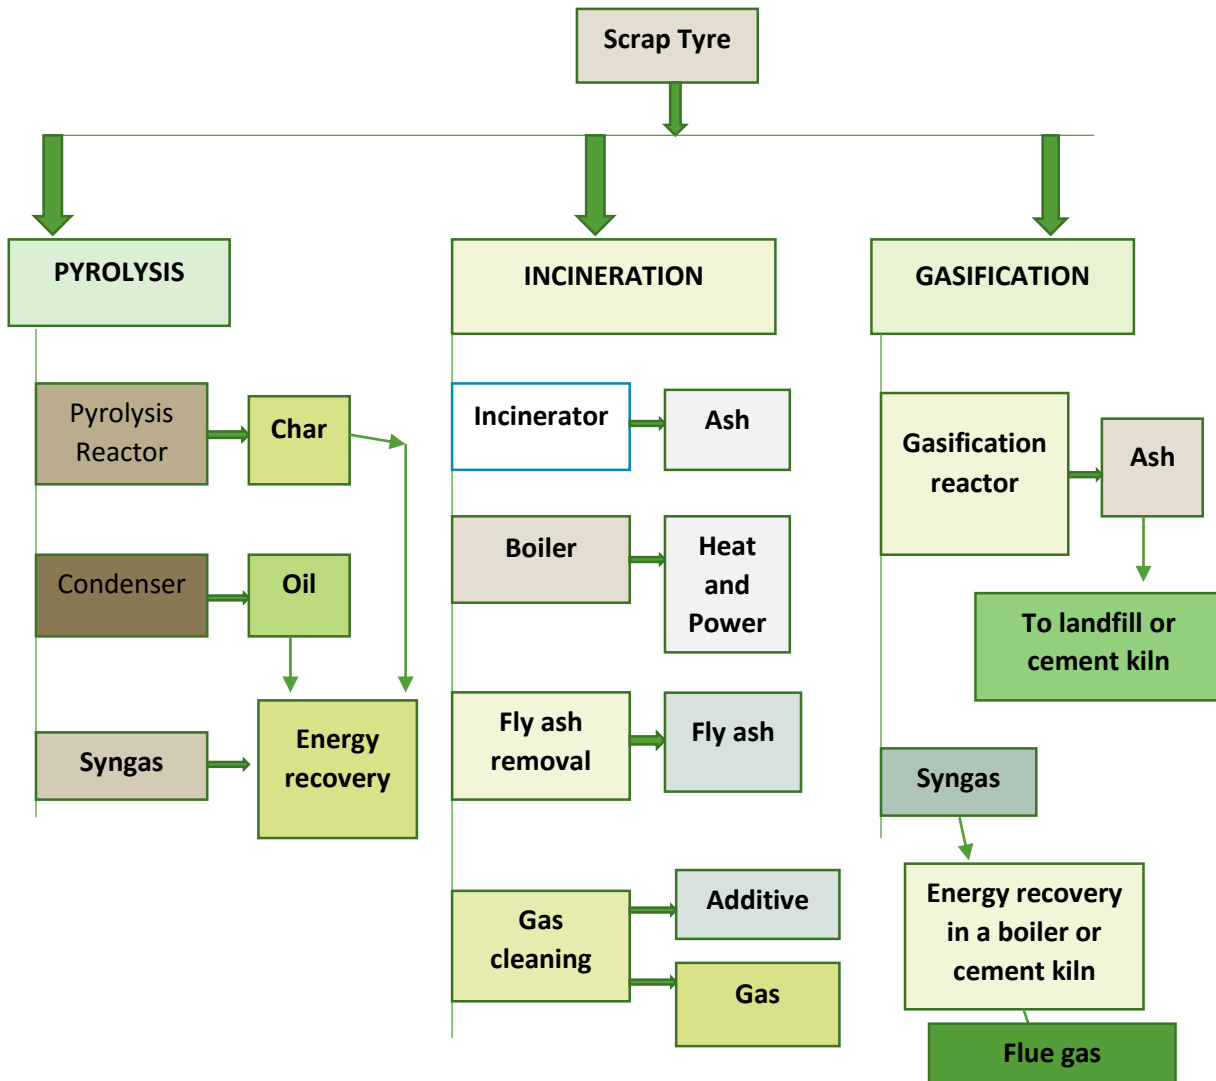 Scrap Tyre
PYROLYSIS
INCINERATION
GASIFICATION
Pyrolysis
Reactor
Char
Condenser
Oil
Syngas
Energy
recovery
Incinerator
Ash
Boiler
Heat
and
Power
Fly ash
removal
Fly ash
Gas
cleaning
Additive
Gas
Gasification
reactor
Ash
To landfill or
cement kiln
Syngas
Energy recovery
in a boiler or
cement kiln
Flue gas